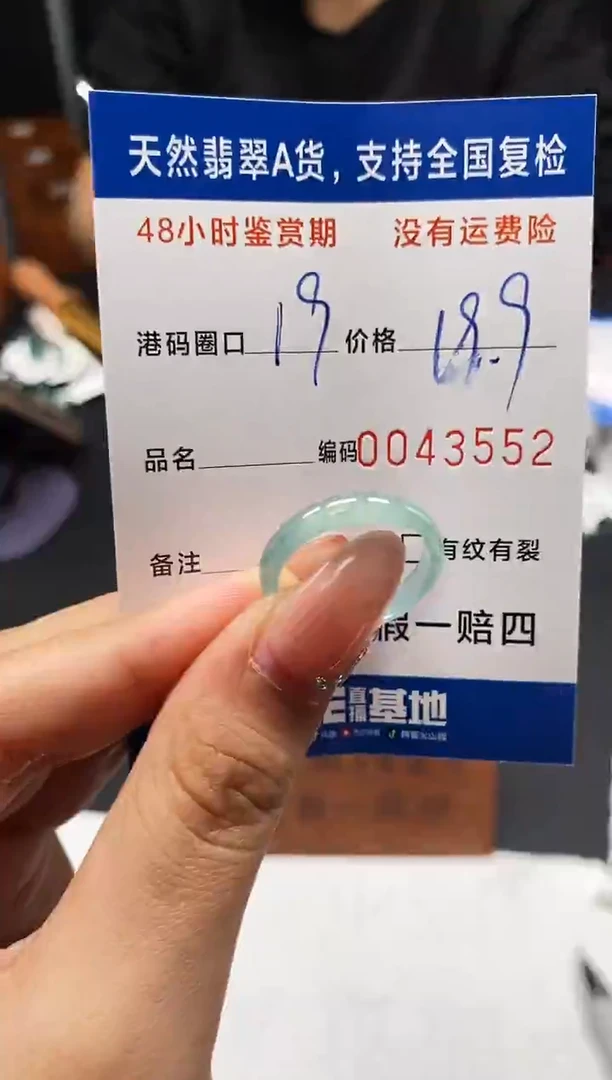 天然翡翠A货，支持全国复检
48小时鉴赏期 没有运费险
港码圈口 19 价格 18.9
品名 编码0043552
备注 有纹有裂
假一赔四
直播基地